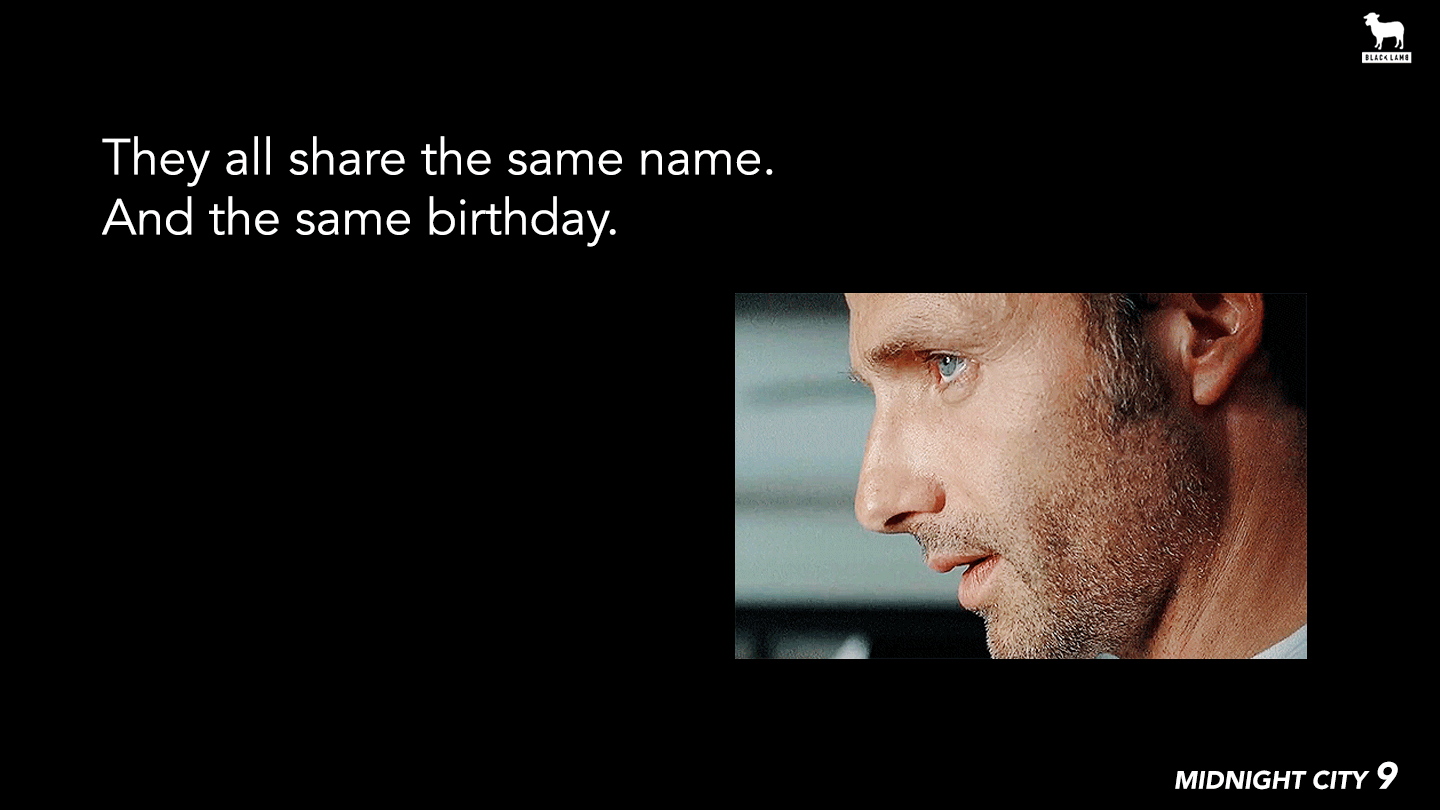 BLACK LAMB
They all share the same name.
And the same birthday.
MIDNIGHT CITY 9